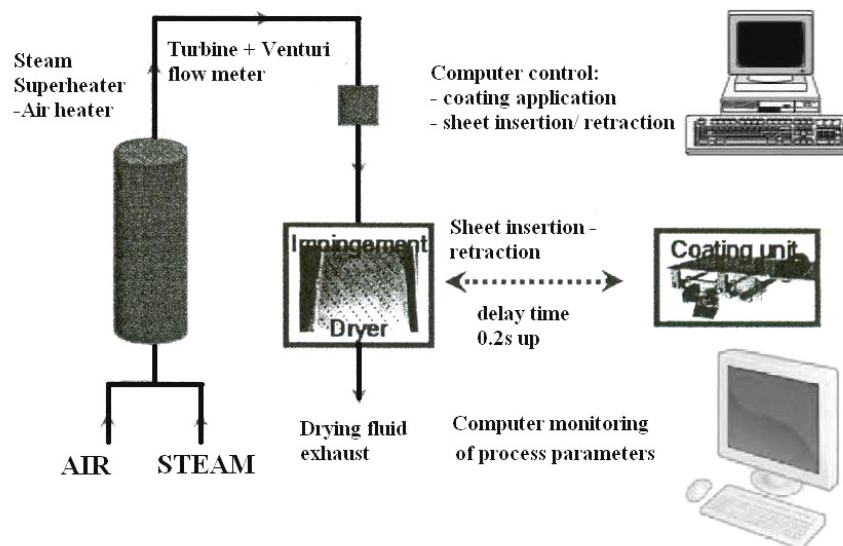 Steam
Superheater
-Air heater
Turbine + Venturi
flow meter
Computer control:
- coating application
- sheet insertion/ retraction
Impingement
Dryer
Sheet insertion -
retraction
Coating unit
delay time
0.2s up
Drying fluid
exhaust
Computer monitoring
of process parameters
AIR
STEAM